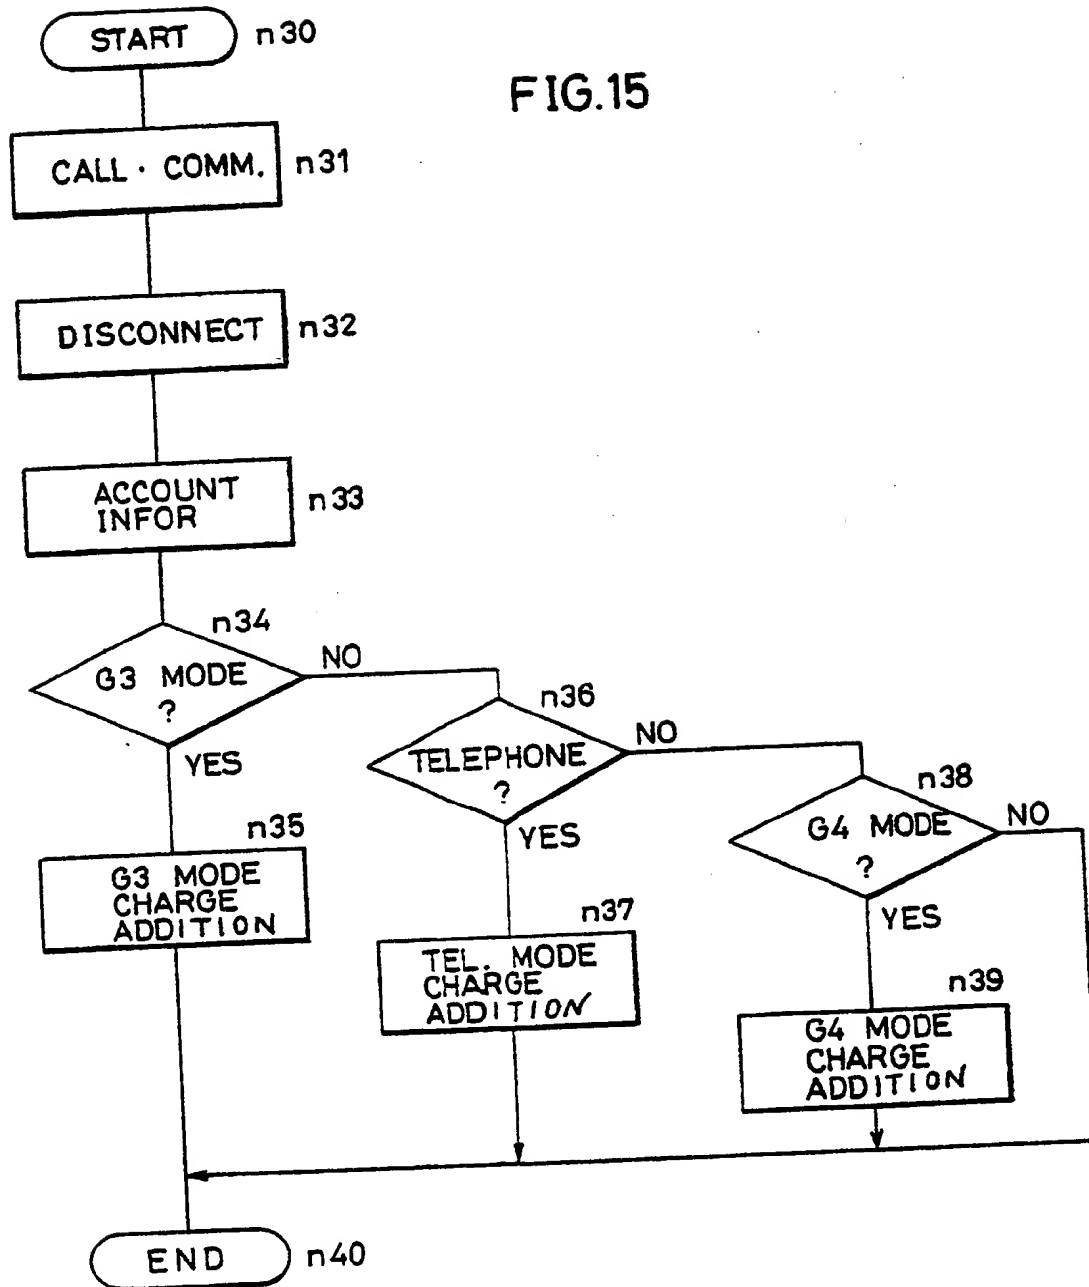 START n30
FIG.15
CALL · COMM. n31
DISCONNECT n32
ACCOUNT
INFOR
n33
n34
G3 MODE
?
NO
YES
n36
TELEPHONE
?
NO
YES
n38
G4 MODE
?
NO
YES
n35
G3 MODE
CHARGE
ADDITION
n37
TEL. MODE
CHARGE
ADDITION
n39
G4 MODE
CHARGE
ADDITION
END n40